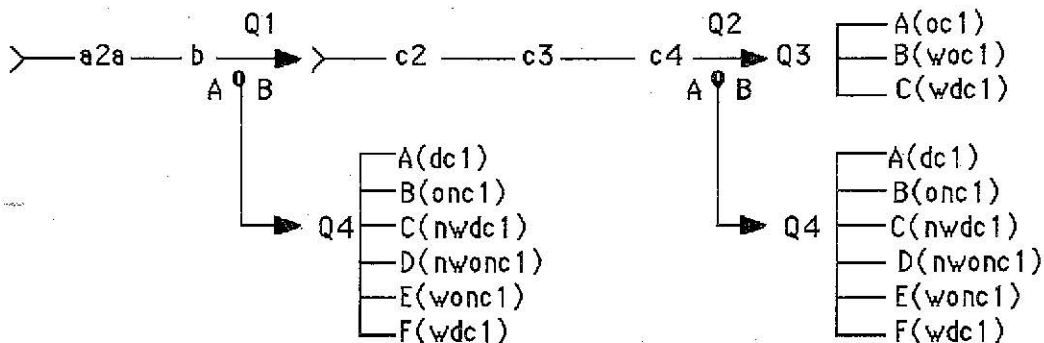 Q1 Q2 A(oc1)
a2a b c2 c3 c4 Q3 B(woc1)
A B A B C(wdc1)
A(dc1) A(dc1)
B(onc1) B(onc1)
Q4 C(nwdc1) Q4 C(nwdc1)
D(nwonc1) D(nwonc1)
E(wonc1) E(wonc1)
F(wdc1) F(wdc1)